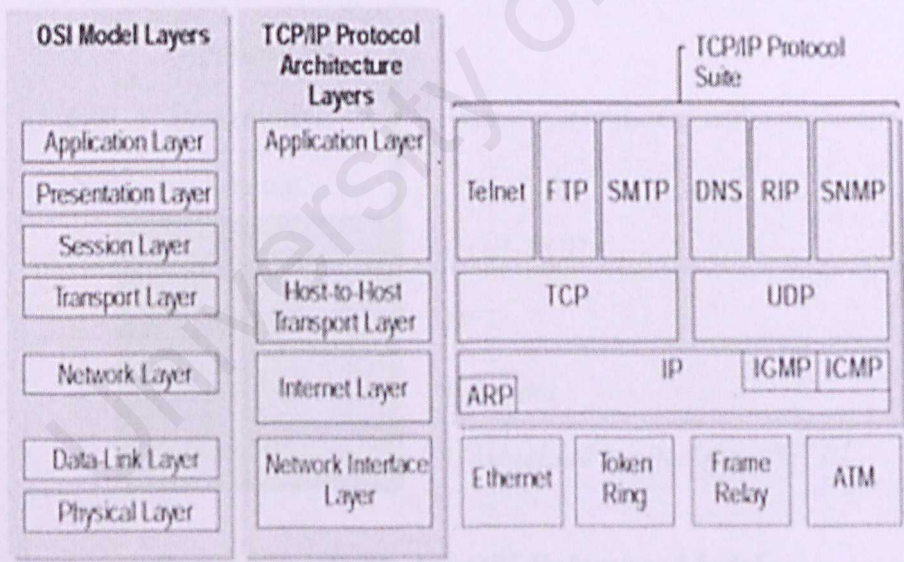 OSI Model Layers
Application Layer
Presentation Layer
Session Layer
Transport Layer
Network Layer
Data-Link Layer
Physical Layer
TCP/IP Protocol
Architecture
Layers
Application Layer
Host-to-Host
Transport Layer
Internet Layer
Network Interface
Layer
TCP/IP Protocol
Suite
Telnet FTP SMTP DNS RIP SNMP
TCP UDP
IP IGMP ICMP
ARP
Ethernet Token Ring Frame Relay ATM
University of